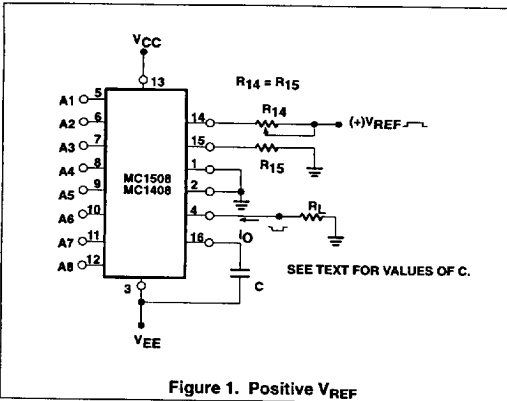 VCC
13
R14 = R15
A1 5
A2 6
A3 7
A4 8
A5 9
A6 10
A7 11
A8 12
MC1508
MC1408
14
15
1
2
4
16
3
R14
(+)VREF
R15
RL
IO
C
SEE TEXT FOR VALUES OF C.
VEE
Figure 1. Positive VREF